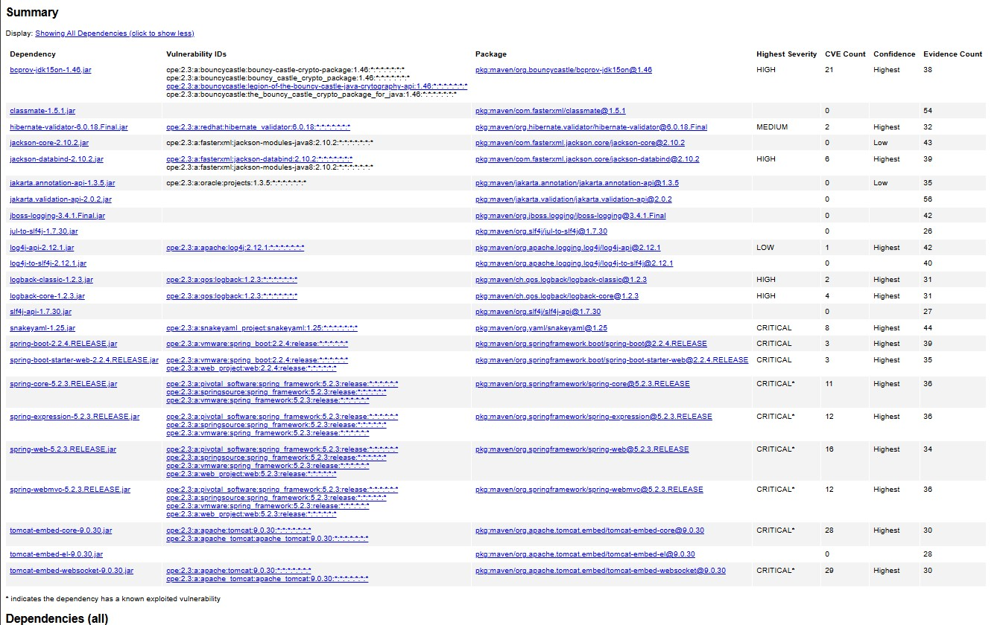 Summary
Display: Showing All Dependencies (click to show less)
Dependency Vulnerability IDs Package Highest Severity CVE Count Confidence Evidence Count
bcprov-jdk15on-1.46.jar cpe:2.3:a:bouncycastle:bouncy-castle-crypto-package:1.46:*:*:*:*:*:*:* pkg:maven/org.bouncycastle/bcprov-jdk15on@1.46 HIGH 21 Highest 38
cpe:2.3:a:bouncycastle:bouncy_castle_crypto_package:1.46:*:*:*:*:*:*:*
cpe:2.3:a:bouncycastle:legion-of-the-bouncy-castle-java-crytography-api:1.46:*:*:*:*:*:*:*
cpe:2.3:a:bouncycastle:the_bouncy_castle_crypto_package_for_java:1.46:*:*:*:*:*:*:*
classmate-1.5.1.jar pkg:maven/com.fasterxml/classmate@1.5.1 0 54
hibernate-validator-6.0.18.Final.jar cpe:2.3:a:redhat:hibernate_validator:6.0.18:*:*:*:*:*:*:* pkg:maven/org.hibernate.validator/hibernate-validator@6.0.18.Final MEDIUM 2 Highest 32
jackson-core-2.10.2.jar cpe:2.3:a:fasterxml:jackson-modules-java8:2.10.2:*:*:*:*:*:*:* pkg:maven/com.fasterxml.jackson.core/jackson-core@2.10.2 0 Low 43
jackson-databind-2.10.2.jar cpe:2.3:a:fasterxml:jackson-databind:2.10.2:*:*:*:*:*:*:* pkg:maven/com.fasterxml.jackson.core/jackson-databind@2.10.2 HIGH 6 Highest 39
cpe:2.3:a:fasterxml:jackson-modules-java8:2.10.2:*:*:*:*:*:*:*
jakarta.annotation-api-1.3.5.jar cpe:2.3:a:oracle:projects:1.3.5:*:*:*:*:*:*:* pkg:maven/jakarta.annotation/jakarta.annotation-api@1.3.5 0 Low 35
jakarta.validation-api-2.0.2.jar pkg:maven/jakarta.validation/jakarta.validation-api@2.0.2 0 56
jboss-logging-3.4.1.Final.jar pkg:maven/org.jboss.logging/jboss-logging@3.4.1.Final 0 42
jul-to-slf4j-1.7.30.jar pkg:maven/org.slf4j/jul-to-slf4j@1.7.30 0 26
log4j-api-2.12.1.jar cpe:2.3:a:apache:log4j:2.12.1:*:*:*:*:*:*:* pkg:maven/org.apache.logging.log4j/log4j-api@2.12.1 LOW 1 Highest 42
log4j-to-slf4j-2.12.1.jar pkg:maven/org.apache.logging.log4j/log4j-to-slf4j@2.12.1 0 40
logback-classic-1.2.3.jar cpe:2.3:a:qos:logback:1.2.3:*:*:*:*:*:*:* pkg:maven/ch.qos.logback/logback-classic@1.2.3 HIGH 2 Highest 31
logback-core-1.2.3.jar cpe:2.3:a:qos:logback:1.2.3:*:*:*:*:*:*:* pkg:maven/ch.qos.logback/logback-core@1.2.3 HIGH 4 Highest 31
slf4j-api-1.7.30.jar pkg:maven/org.slf4j/slf4j-api@1.7.30 0 27
snakeyaml-1.25.jar cpe:2.3:a:snakeyaml_project:snakeyaml:1.25:*:*:*:*:*:*:* pkg:maven/org.yaml/snakeyaml@1.25 CRITICAL 8 Highest 44
spring-boot-2.2.4.RELEASE.jar cpe:2.3:a:vmware:spring_boot:2.2.4:release:*:*:*:*:*:* pkg:maven/org.springframework.boot/spring-boot@2.2.4.RELEASE CRITICAL 3 Highest 39
spring-boot-starter-web-2.2.4.RELEASE.jar cpe:2.3:a:vmware:spring_boot:2.2.4:release:*:*:*:*:*:* pkg:maven/org.springframework.boot/spring-boot-starter-web@2.2.4.RELEASE CRITICAL 3 Highest 35
cpe:2.3:a:web_project:web:2.2.4:release:*:*:*:*:*:*
spring-core-5.2.3.RELEASE.jar cpe:2.3:a:pivotal_software:spring_framework:5.2.3:release:*:*:*:*:*:* pkg:maven/org.springframework/spring-core@5.2.3.RELEASE CRITICAL* 11 Highest 36
cpe:2.3:a:springsource:spring_framework:5.2.3:release:*:*:*:*:*:*
cpe:2.3:a:vmware:spring_framework:5.2.3:release:*:*:*:*:*:*
spring-expression-5.2.3.RELEASE.jar cpe:2.3:a:pivotal_software:spring_framework:5.2.3:release:*:*:*:*:*:* pkg:maven/org.springframework/spring-expression@5.2.3.RELEASE CRITICAL* 12 Highest 36
cpe:2.3:a:springsource:spring_framework:5.2.3:release:*:*:*:*:*:*
cpe:2.3:a:vmware:spring_framework:5.2.3:release:*:*:*:*:*:*
spring-web-5.2.3.RELEASE.jar cpe:2.3:a:pivotal_software:spring_framework:5.2.3:release:*:*:*:*:*:* pkg:maven/org.springframework/spring-web@5.2.3.RELEASE CRITICAL* 16 Highest 34
cpe:2.3:a:springsource:spring_framework:5.2.3:release:*:*:*:*:*:*
cpe:2.3:a:vmware:spring_framework:5.2.3:release:*:*:*:*:*:*
cpe:2.3:a:web_project:web:5.2.3:release:*:*:*:*:*:*
spring-webmvc-5.2.3.RELEASE.jar cpe:2.3:a:pivotal_software:spring_framework:5.2.3:release:*:*:*:*:*:* pkg:maven/org.springframework/spring-webmvc@5.2.3.RELEASE CRITICAL* 12 Highest 36
cpe:2.3:a:springsource:spring_framework:5.2.3:release:*:*:*:*:*:*
cpe:2.3:a:vmware:spring_framework:5.2.3:release:*:*:*:*:*:*
cpe:2.3:a:web_project:web:5.2.3:release:*:*:*:*:*:*
tomcat-embed-core-9.0.30.jar cpe:2.3:a:apache:tomcat:9.0.30:*:*:*:*:*:*:* pkg:maven/org.apache.tomcat.embed/tomcat-embed-core@9.0.30 CRITICAL* 28 Highest 30
cpe:2.3:a:apache_tomcat:apache_tomcat:9.0.30:*:*:*:*:*:*:*
tomcat-embed-el-9.0.30.jar pkg:maven/org.apache.tomcat.embed/tomcat-embed-el@9.0.30 0 28
tomcat-embed-websocket-9.0.30.jar cpe:2.3:a:apache:tomcat:9.0.30:*:*:*:*:*:*:* pkg:maven/org.apache.tomcat.embed/tomcat-embed-websocket@9.0.30 CRITICAL* 29 Highest 30
cpe:2.3:a:apache_tomcat:apache_tomcat:9.0.30:*:*:*:*:*:*:*
* indicates the dependency has a known exploited vulnerability
Dependencies (all)